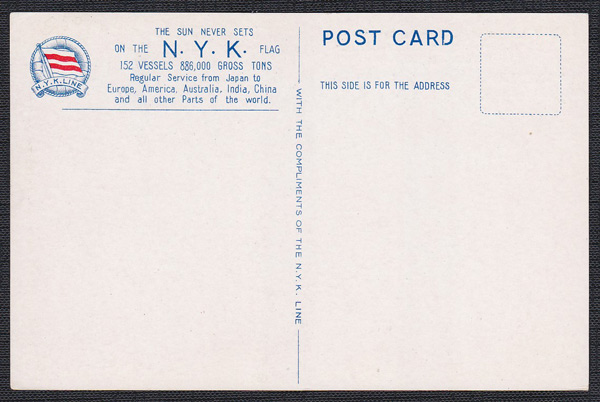 THE SUN NEVER SETS
ON THE N. Y. K. FLAG
152 VESSELS 886,000 GROSS TONS
Regular Service from Japan to
Europe, America, Australia, India, China
and all other Parts of the world.
N.Y.K.LINE
WITH THE COMPLIMENTS OF THE N.Y.K. LINE
POST CARD
THIS SIDE IS FOR THE ADDRESS